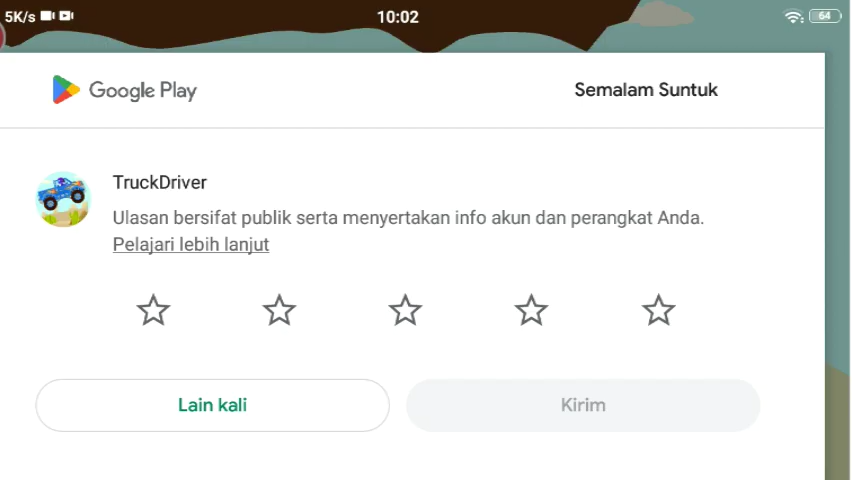 5K/s
10:02
64
Google Play
Semalam Suntuk
TruckDriver
Ulasan bersifat publik serta menyertakan info akun dan perangkat Anda.
Pelajari lebih lanjut
Lain kali
Kirim